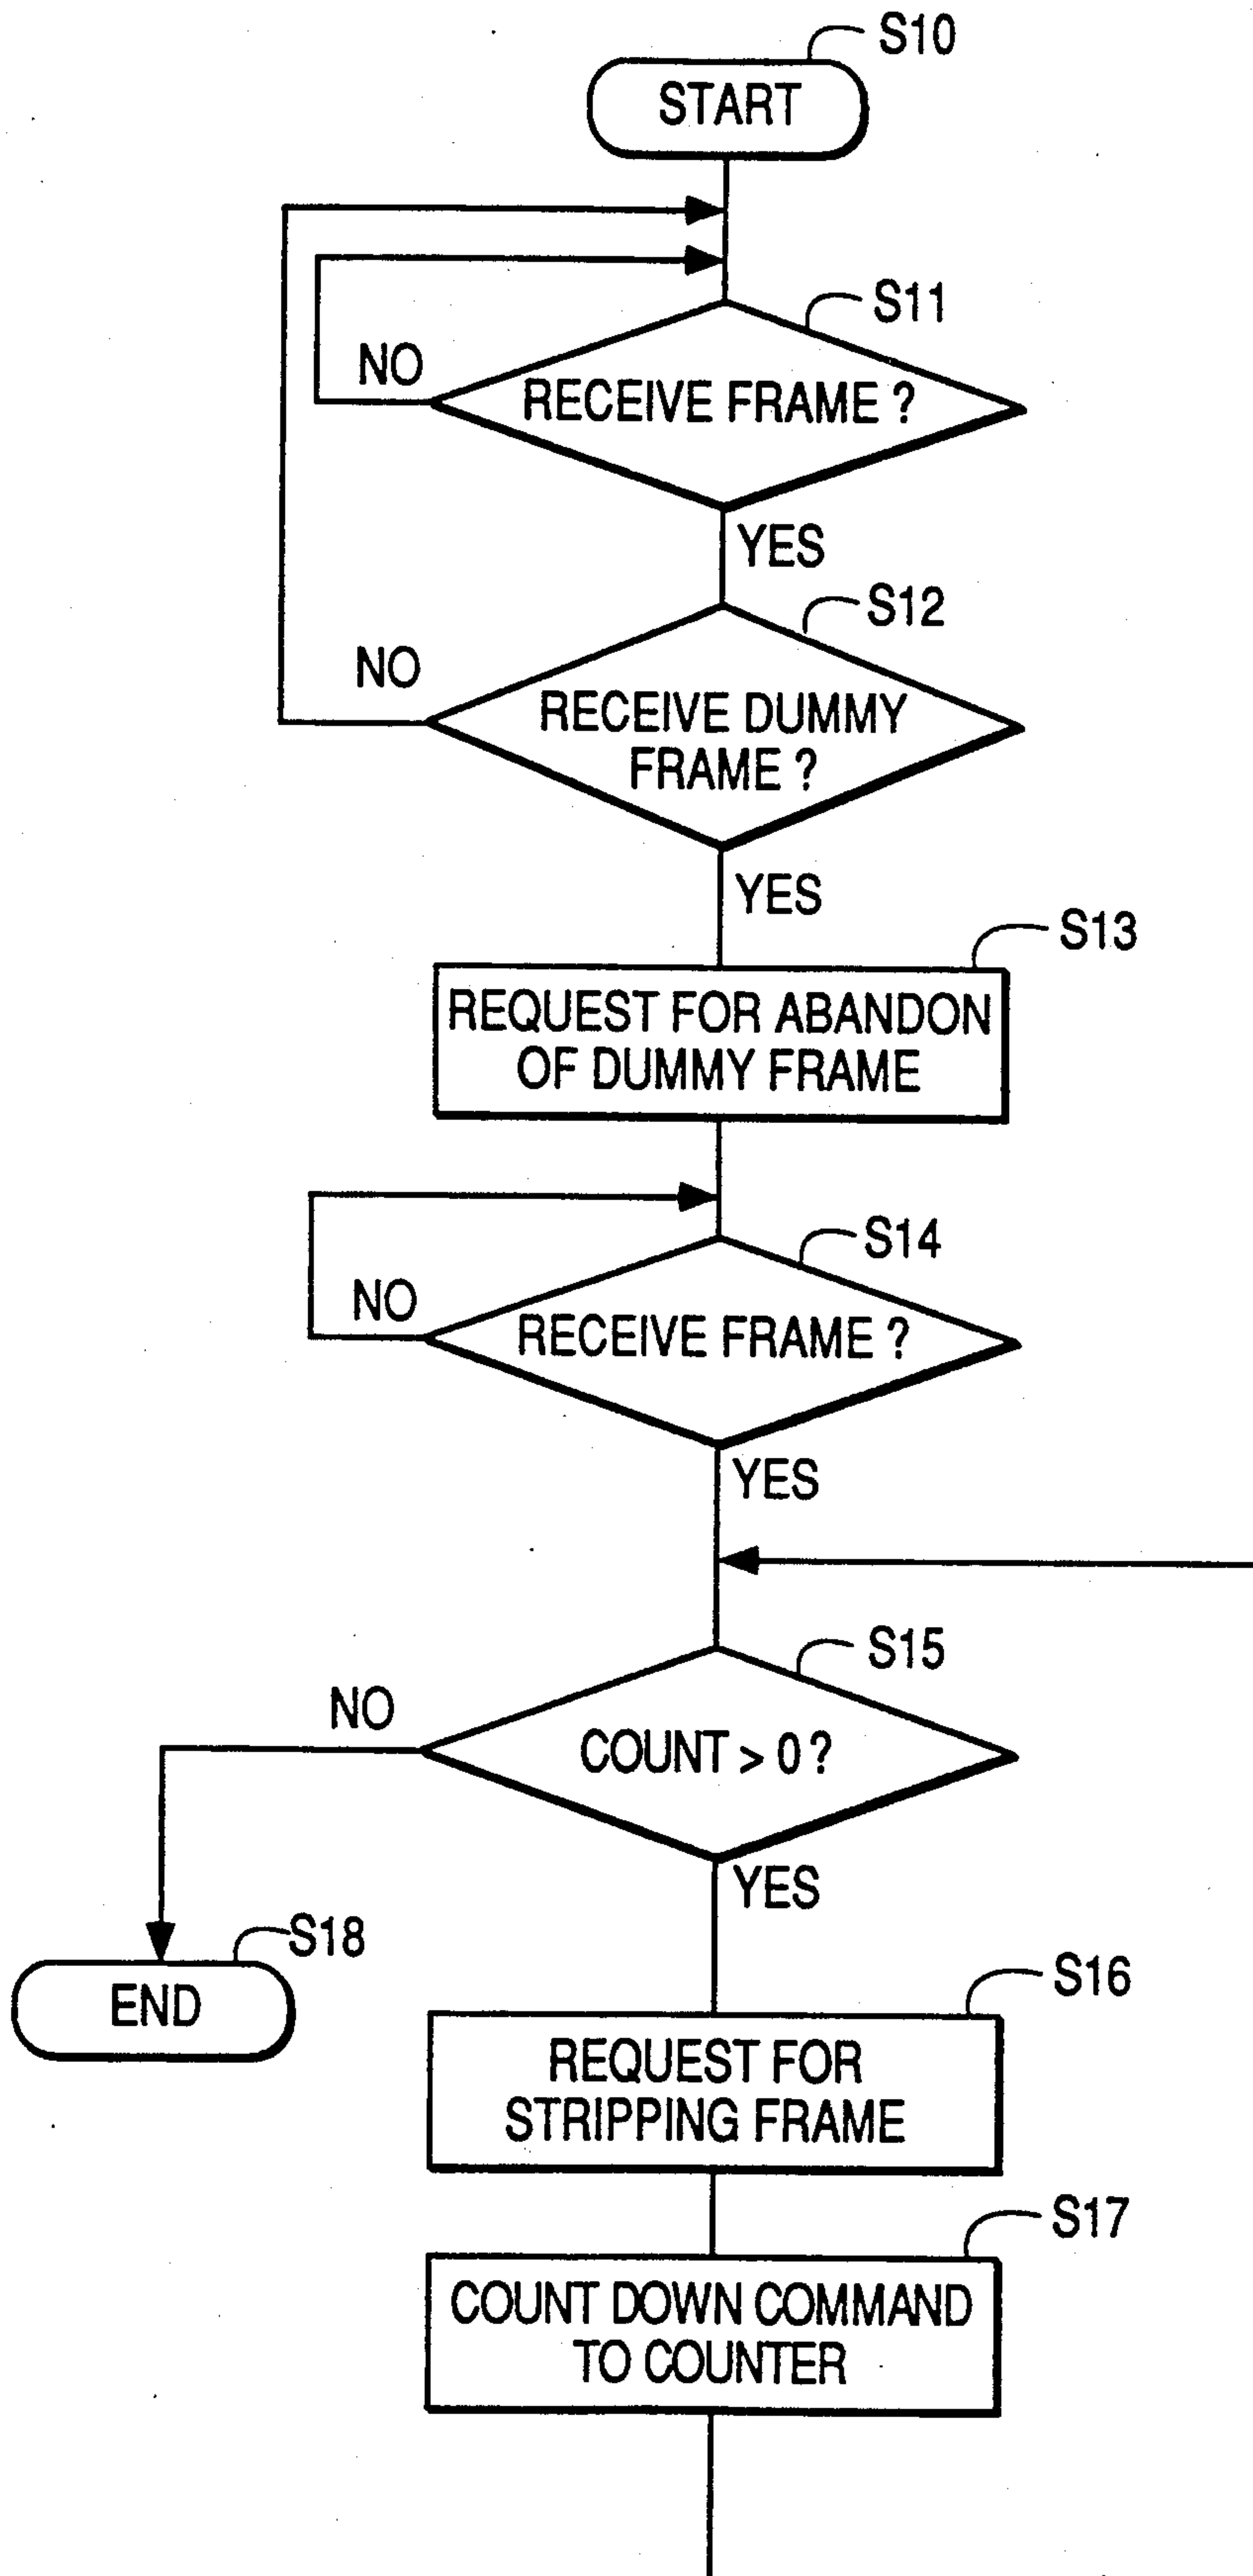 S10
START
S11
NO
RECEIVE FRAME ?
YES
S12
NO
RECEIVE DUMMY
FRAME ?
YES
S13
REQUEST FOR ABANDON
OF DUMMY FRAME
S14
NO
RECEIVE FRAME ?
YES
S15
NO
COUNT > 0 ?
YES
S18
END
S16
REQUEST FOR
STRIPPING FRAME
S17
COUNT DOWN COMMAND
TO COUNTER